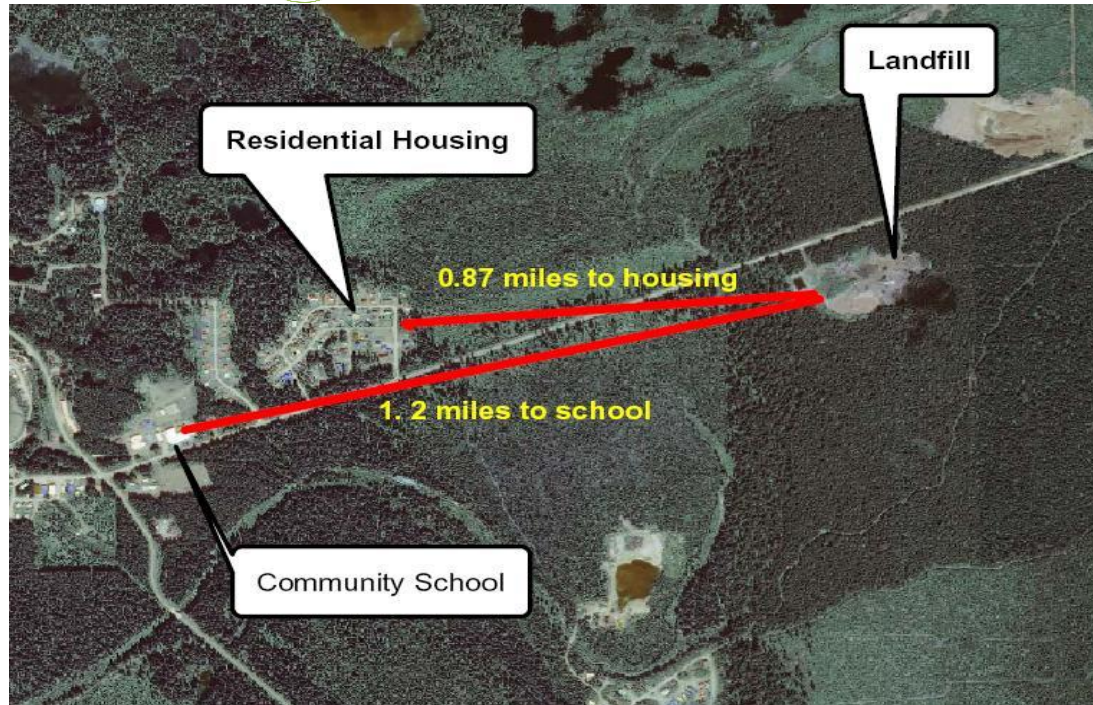 Landfill
Residential Housing
0.87 miles to housing
1. 2 miles to school
Community School